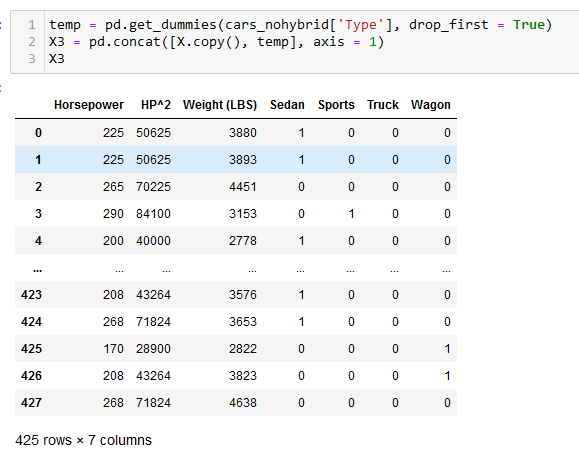 1 temp = pd.get_dummies(cars_nohybrid['Type'], drop_first = True)
2 X3 = pd.concat([X.copy(), temp], axis = 1)
3 X3
Horsepower HP^2 Weight (LBS) Sedan Sports Truck Wagon
0 225 50625 3880 1 0 0 0
1 225 50625 3893 1 0 0 0
2 265 70225 4451 0 0 0 0
3 290 84100 3153 0 1 0 0
4 200 40000 2778 1 0 0 0
... ... ... ... ... ... ... ...
423 208 43264 3576 1 0 0 0
424 268 71824 3653 1 0 0 0
425 170 28900 2822 0 0 0 1
426 208 43264 3823 0 0 0 1
427 268 71824 4638 0 0 0 0
425 rows × 7 columns